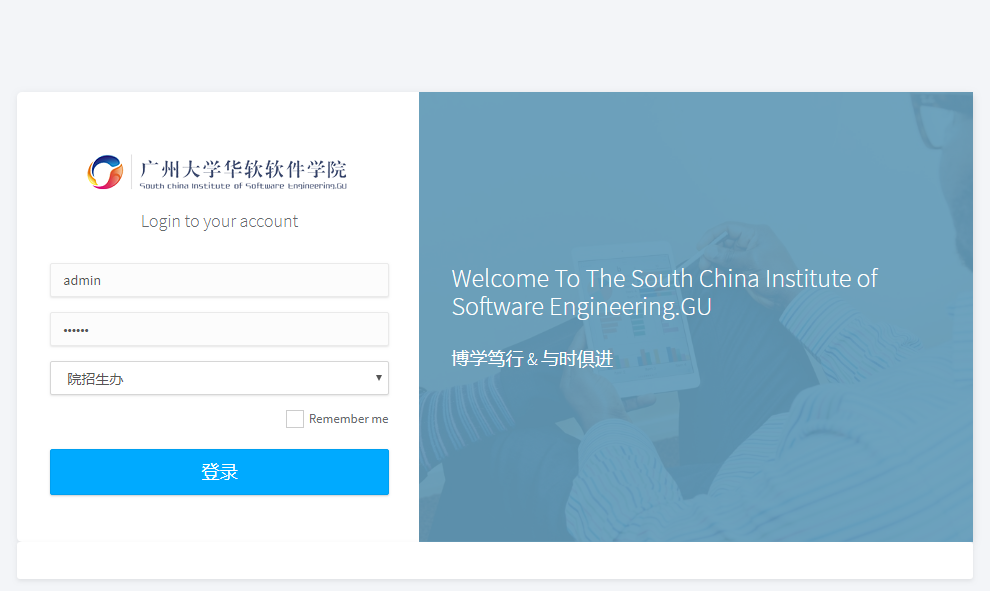 广州大学华软软件学院
South china Institute of Software Engineering.GU
Login to your account
admin
••••••
院招生办
Remember me
登录
Welcome To The South China Institute of
Software Engineering.GU
博学笃行 & 与时俱进